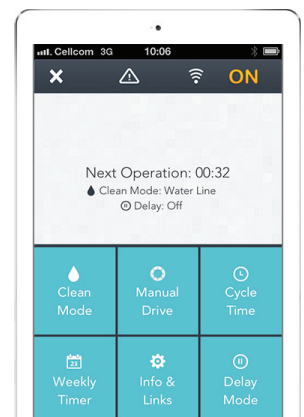 Cellcom 3G 10:06
ON
Next Operation: 00:32
Clean Mode: Water Line
Delay: Off
Clean Mode
Manual Drive
Cycle Time
23
Weekly Timer
Info & Links
Delay Mode